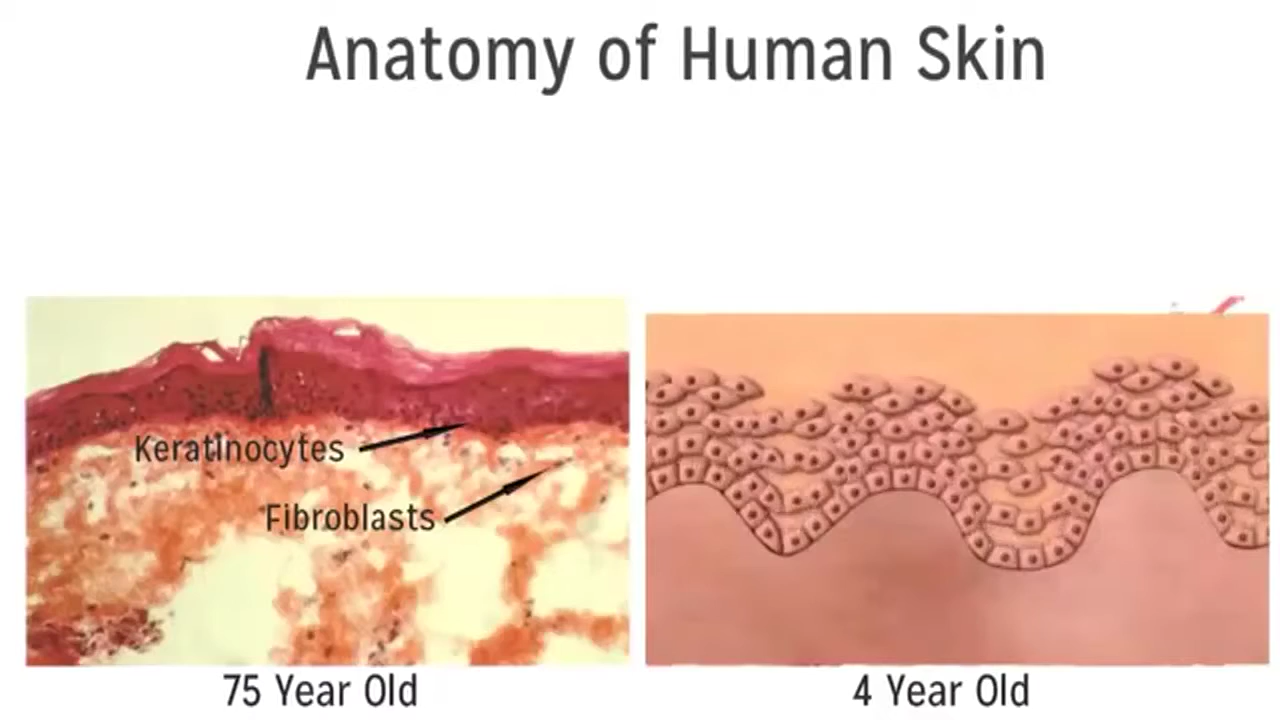 Anatomy of Human Skin
Keratinocytes
Fibroblasts
75 Year Old
4 Year Old